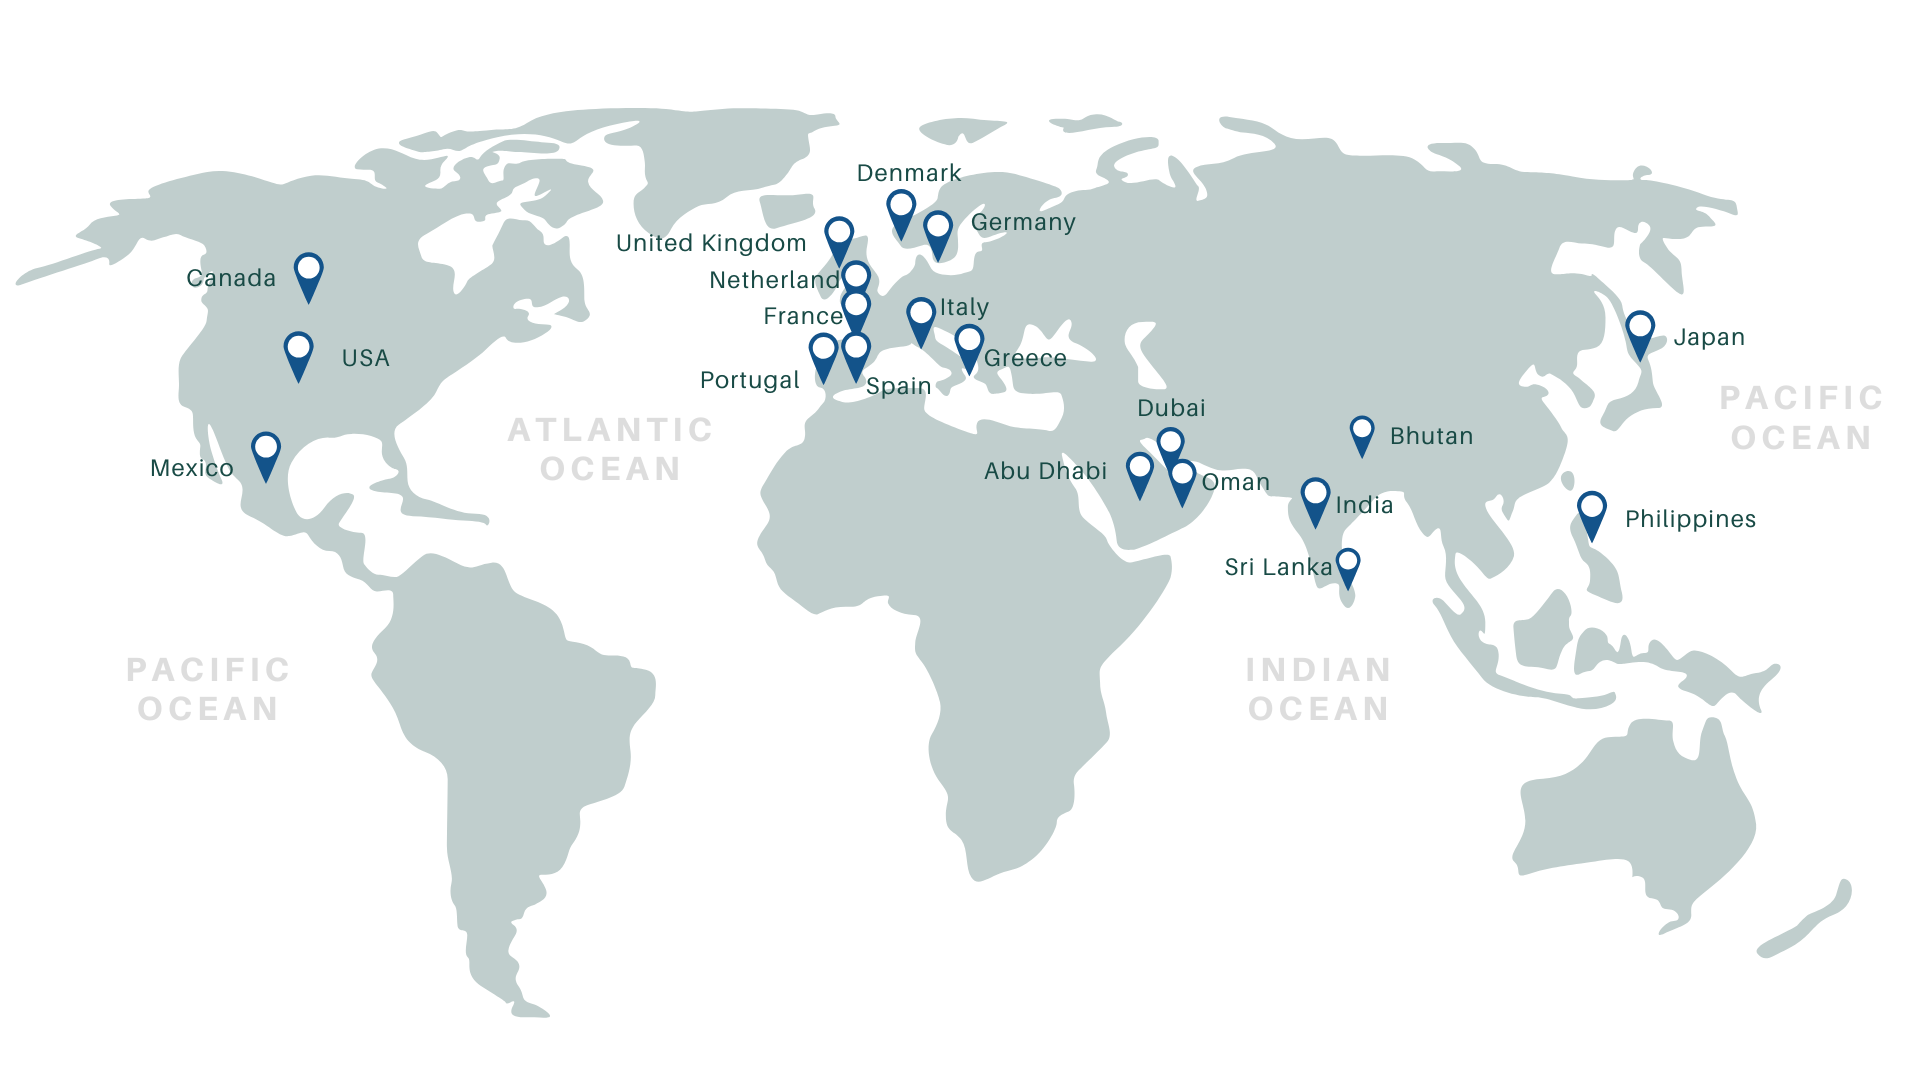 Denmark
Germany
United Kingdom
Canada
Netherland
Italy
France
Japan
USA
Greece
Portugal
Spain
PACIFIC
OCEAN
Dubai
ATLANTIC
OCEAN
Bhutan
Mexico
Abu Dhabi
Oman
India
Philippines
Sri Lanka
PACIFIC
OCEAN
INDIAN
OCEAN